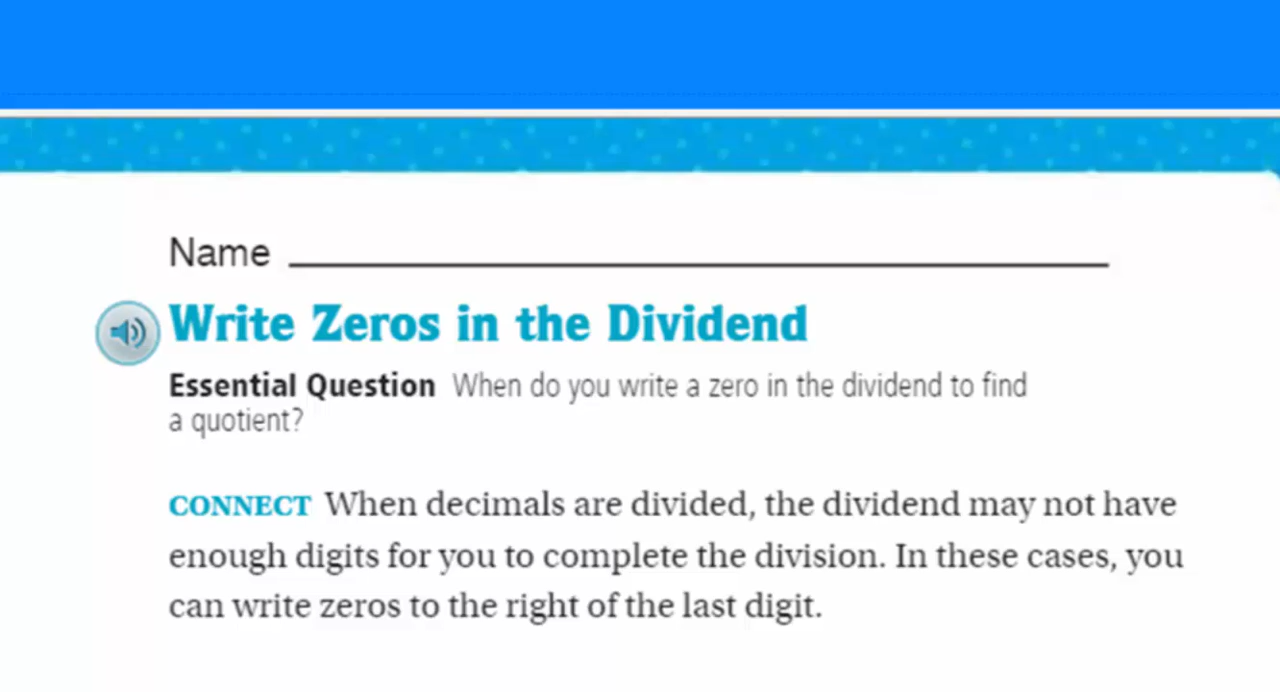 Name
Write Zeros in the Dividend
Essential Question When do you write a zero in the dividend to find
a quotient?
CONNECT When decimals are divided, the dividend may not have
enough digits for you to complete the division. In these cases, you
can write zeros to the right of the last digit.